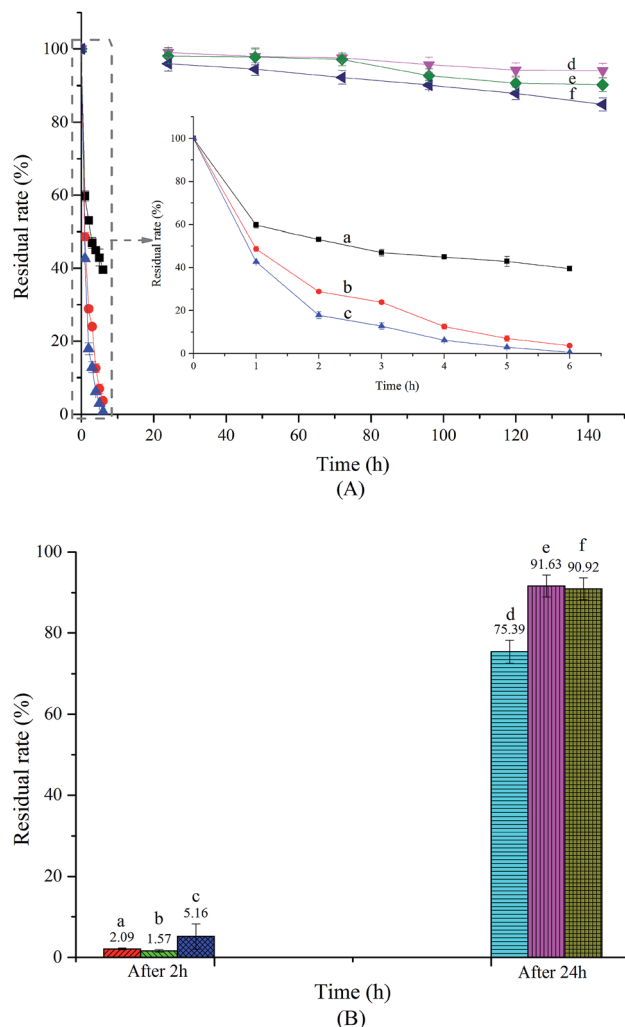 100
80
60
40
20
0
Residual rate (%)
d
e
f
100
80
60
40
20
0
Residual rate (%)
a
b
c
0 1 2 3 4 5 6
Time (h)
0 20 40 60 80 100 120 140
Time (h)
(A)
100
80
60
40
20
0
Residual rate (%)
a
2.09
b
1.57
c
5.16
d
75.39
e
91.63
f
90.92
After 2h After 24h
Time (h)
(B)